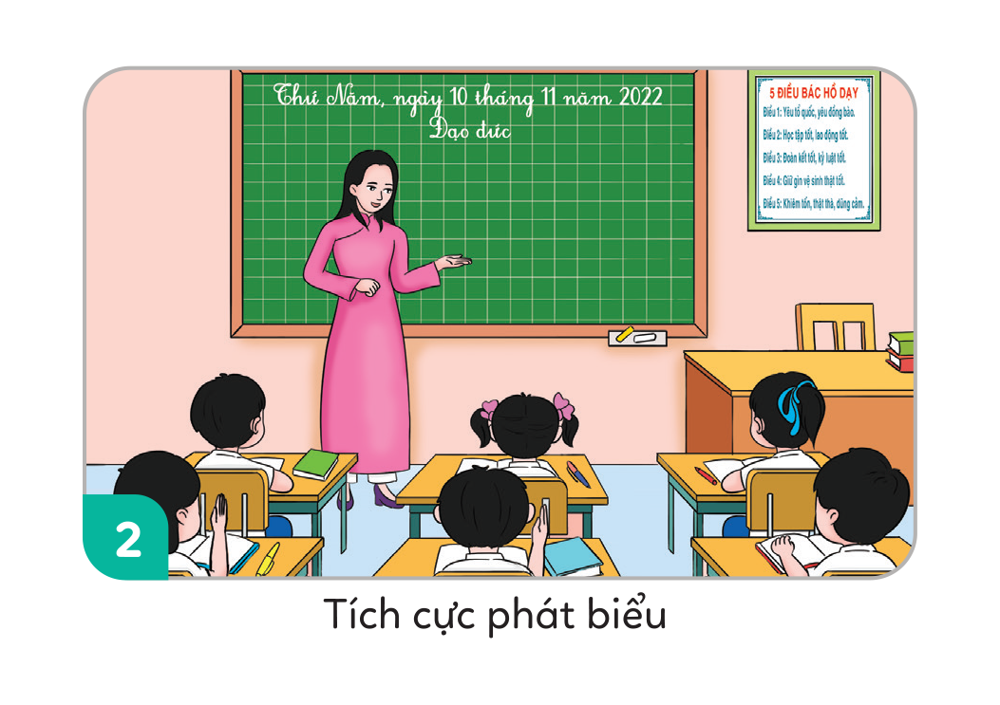 Thứ Năm, ngày 10 tháng 11 năm 2022
Đạo đức
5 ĐIỀU BÁC HỒ DẠY
Điều 1: Yêu tổ quốc, yêu đồng bào.
Điều 2: Học tập tốt, lao động tốt.
Điều 3: Đoàn kết tốt, kỷ luật tốt.
Điều 4: Giữ gìn vệ sinh thật tốt.
Điều 5: Khiêm tốn, thật thà, dũng cảm.
2
Tích cực phát biểu